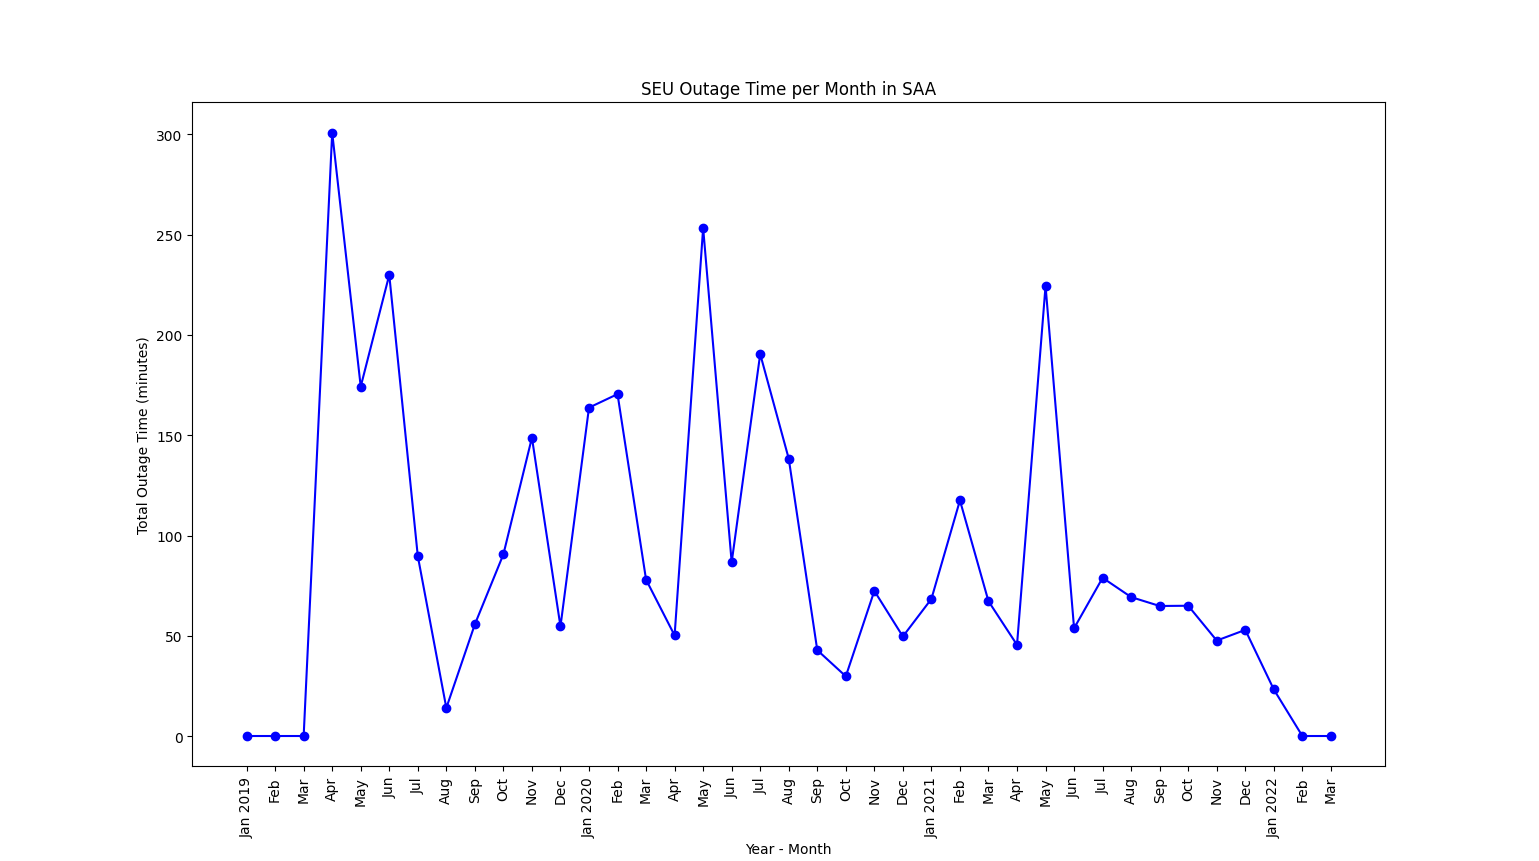 SEU Outage Time per Month in SAA
Total Outage Time (minutes)
300
250
200
150
100
50
0
Jan 2019
Feb
Mar
Apr
May
Jun
Jul
Aug
Sep
Oct
Nov
Dec
Jan 2020
Feb
Mar
Apr
May
Jun
Jul
Aug
Sep
Oct
Nov
Dec
Jan 2021
Feb
Mar
Apr
May
Jun
Jul
Aug
Sep
Oct
Nov
Dec
Jan 2022
Feb
Mar
Year - Month